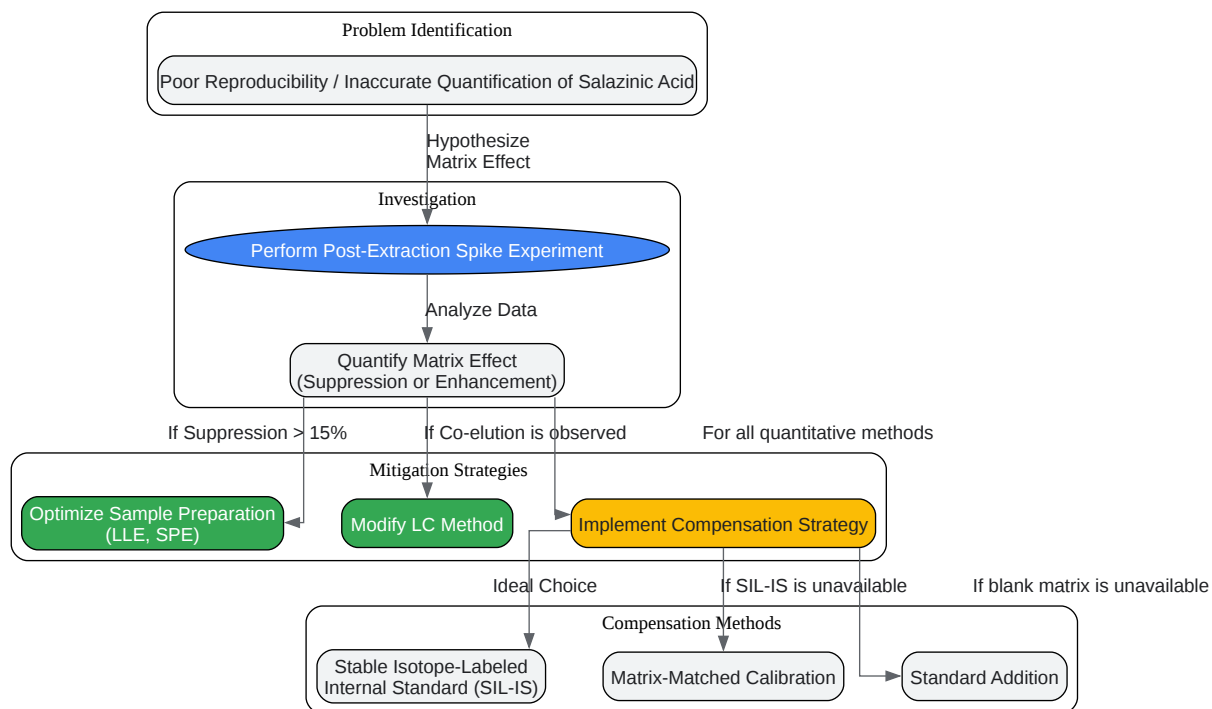 Problem Identification
Poor Reproducibility / Inaccurate Quantification of Salazinic Acid
Hypothesize
Matrix Effect
Investigation
Perform Post-Extraction Spike Experiment
Analyze Data
Quantify Matrix Effect
(Suppression or Enhancement)
If Suppression > 15%
If Co-elution is observed
For all quantitative methods
Mitigation Strategies
Optimize Sample Preparation
(LLE, SPE)
Modify LC Method
Implement Compensation Strategy
Ideal Choice
If SIL-IS is unavailable
If blank matrix is unavailable
Compensation Methods
Stable Isotope-Labeled
Internal Standard (SIL-IS)
Matrix-Matched Calibration
Standard Addition